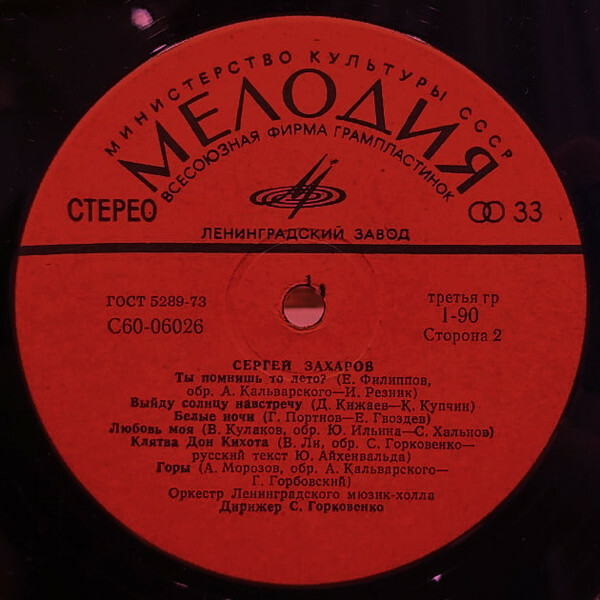 МИНИСТЕРСТВО КУЛЬТУРЫ СССР
МЕЛОДИЯ
ВСЕСОЮЗНАЯ ФИРМА ГРАМПЛАСТИНОК
СТЕРЕО
33
ЛЕНИНГРАДСКИЙ ЗАВОД
ГОСТ 5289-73
С60-06026
третья гр
1-90
Сторона 2
СЕРГЕЙ ЗАХАРОВ
Ты помнишь то лето? (Е. Филиппов,
обр. А. Кальварского—И. Резник)
Выйду солнцу навстречу (Д. Кижаев—К. Купчин)
Белые ночи (Г. Портнов—Е. Гвоздев)
Любовь моя (В. Кулаков, обр. Ю. Ильина—С. Хальнов)
Клятва Дон Кихота (В. Ли, обр. С. Горковенко—
русский текст Ю. Айхенвальда)
Горы (А. Морозов, обр. А. Кальварского—
Г. Горбовский)
Оркестр Ленинградского мюзик-холла
Дирижер С. Горковенко